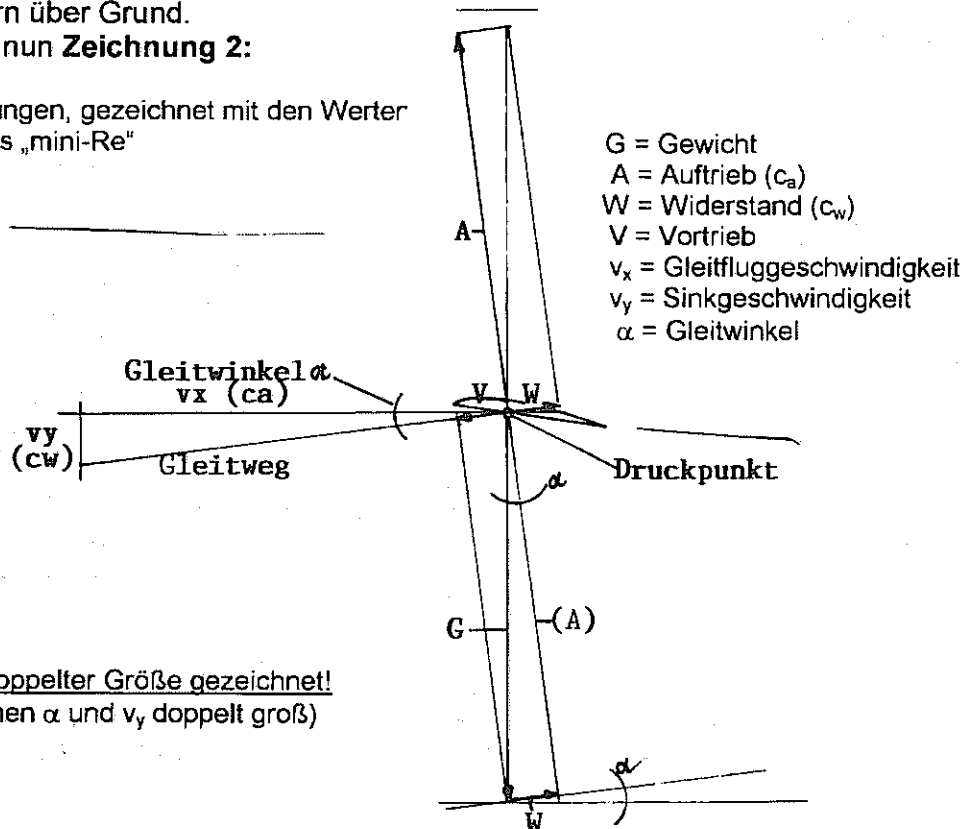 rn über Grund.
nun Zeichnung 2:
ungen, gezeichnet mit den Werter
s „mini-Re“
G = Gewicht
A = Auftrieb (ca)
W = Widerstand (cw)
V = Vortrieb
vx = Gleitfluggeschwindigkeit
vy = Sinkgeschwindigkeit
α = Gleitwinkel
A
A
Gleitwinkel α
vx (ca)
V W
vy
(cw)
Gleitweg
Druckpunkt
α
G
(A)
oppelter Größe gezeichnet!
nen α und vy doppelt groß)
α
W